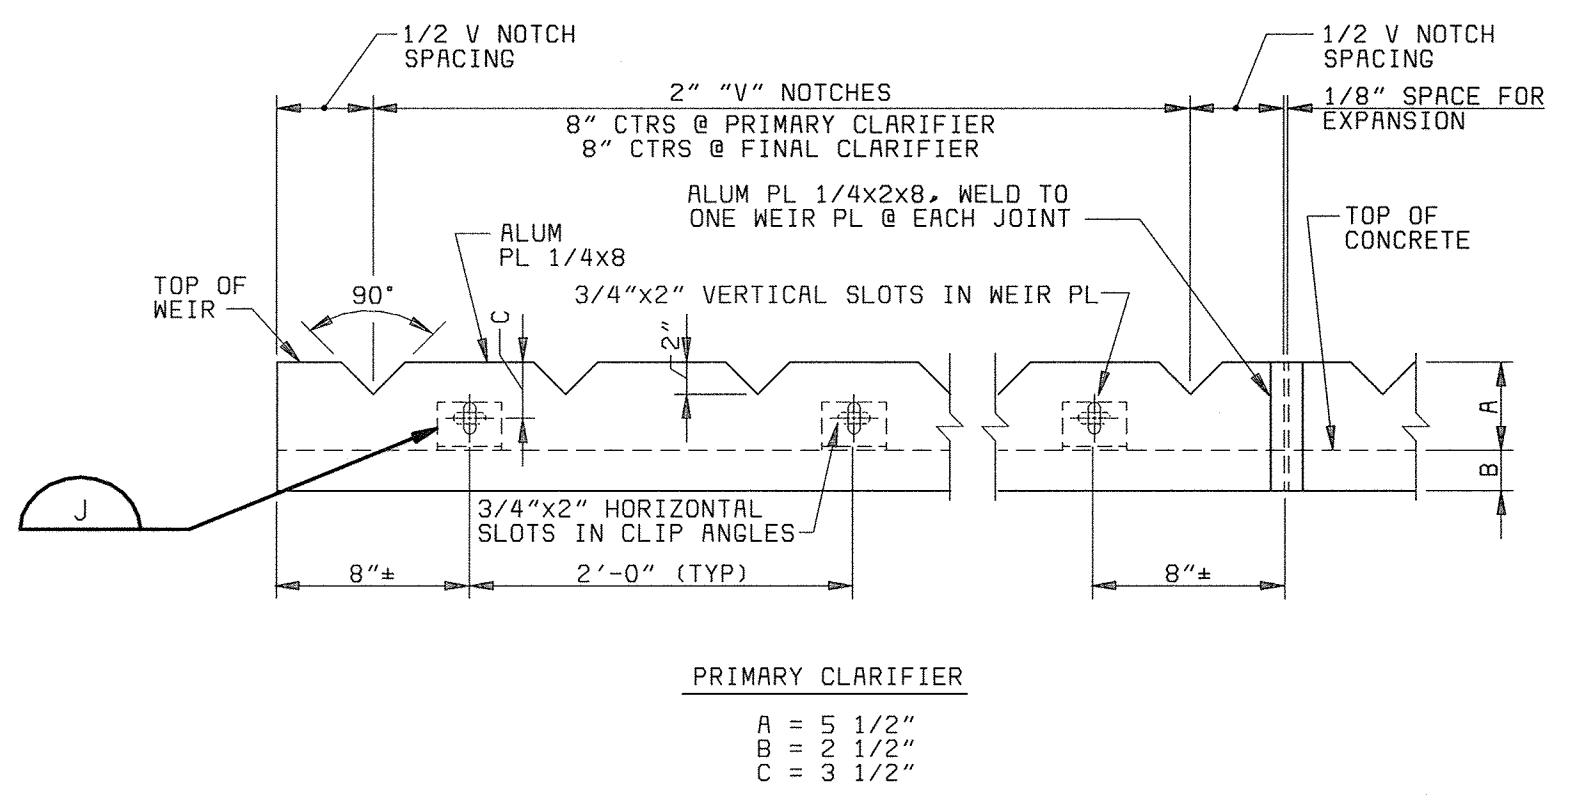 1/2 V NOTCH
SPACING
1/2 V NOTCH
SPACING
2" "V" NOTCHES
8" CTRS @ PRIMARY CLARIFIER
8" CTRS @ FINAL CLARIFIER
1/8" SPACE FOR
EXPANSION
ALUM PL 1/4x2x8, WELD TO
ONE WEIR PL @ EACH JOINT
TOP OF
CONCRETE
ALUM
PL 1/4x8
TOP OF
WEIR
90°
C
3/4"x2" VERTICAL SLOTS IN WEIR PL
2"
A
B
J
3/4"x2" HORIZONTAL
SLOTS IN CLIP ANGLES
8"±
2'-0" (TYP)
8"±
PRIMARY CLARIFIER
A = 5 1/2"
B = 2 1/2"
C = 3 1/2"